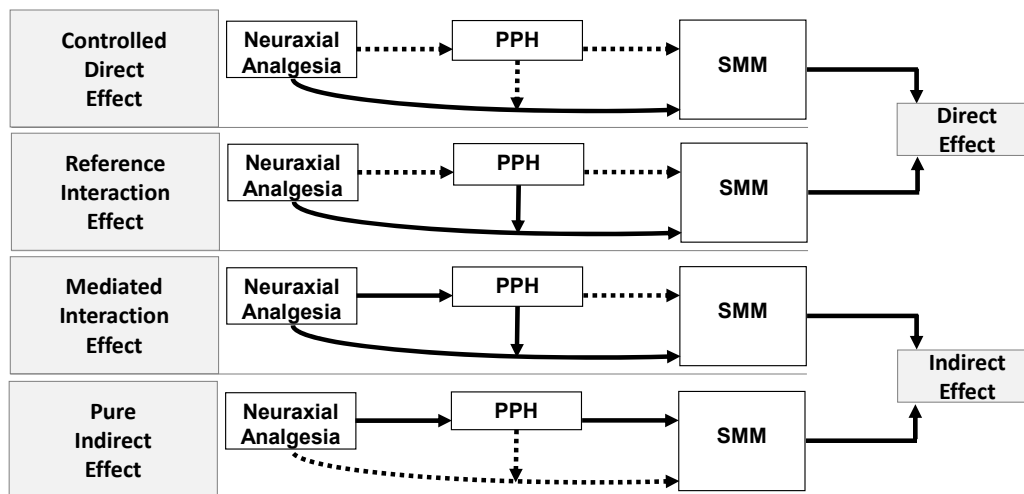 Controlled
Direct
Effect
Neuraxial
Analgesia
PPH
SMM
Reference
Interaction
Effect
Neuraxial
Analgesia
PPH
SMM
Direct
Effect
Mediated
Interaction
Effect
Neuraxial
Analgesia
PPH
SMM
Pure
Indirect
Effect
Neuraxial
Analgesia
PPH
SMM
Indirect
Effect